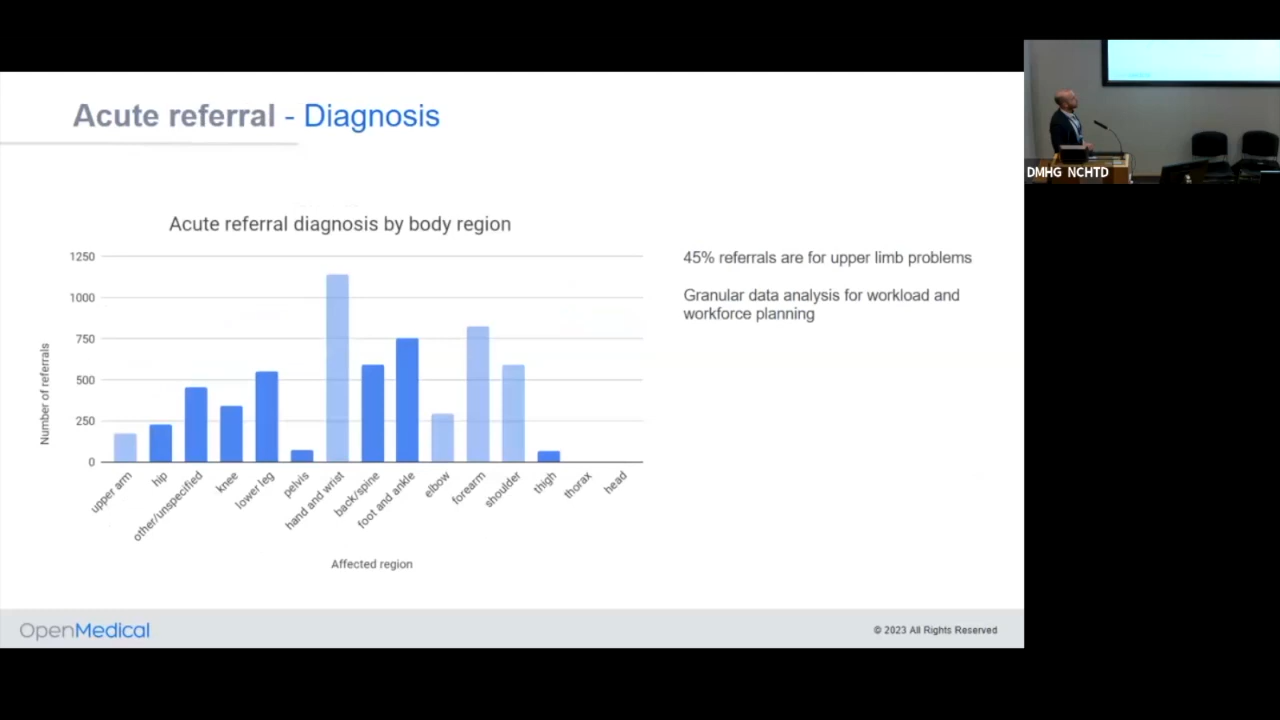 Acute referral - Diagnosis
DMHG NCHTD
Acute referral diagnosis by body region
1250
1000
750
500
250
0
Number of referrals
upper arm
hip
other/unspecified
knee
lower leg
pelvis
hand and wrist
back/spine
foot and ankle
elbow
forearm
shoulder
thigh
thorax
head
Affected region
45% referrals are for upper limb problems
Granular data analysis for workload and
workforce planning
OpenMedical
© 2023 All Rights Reserved